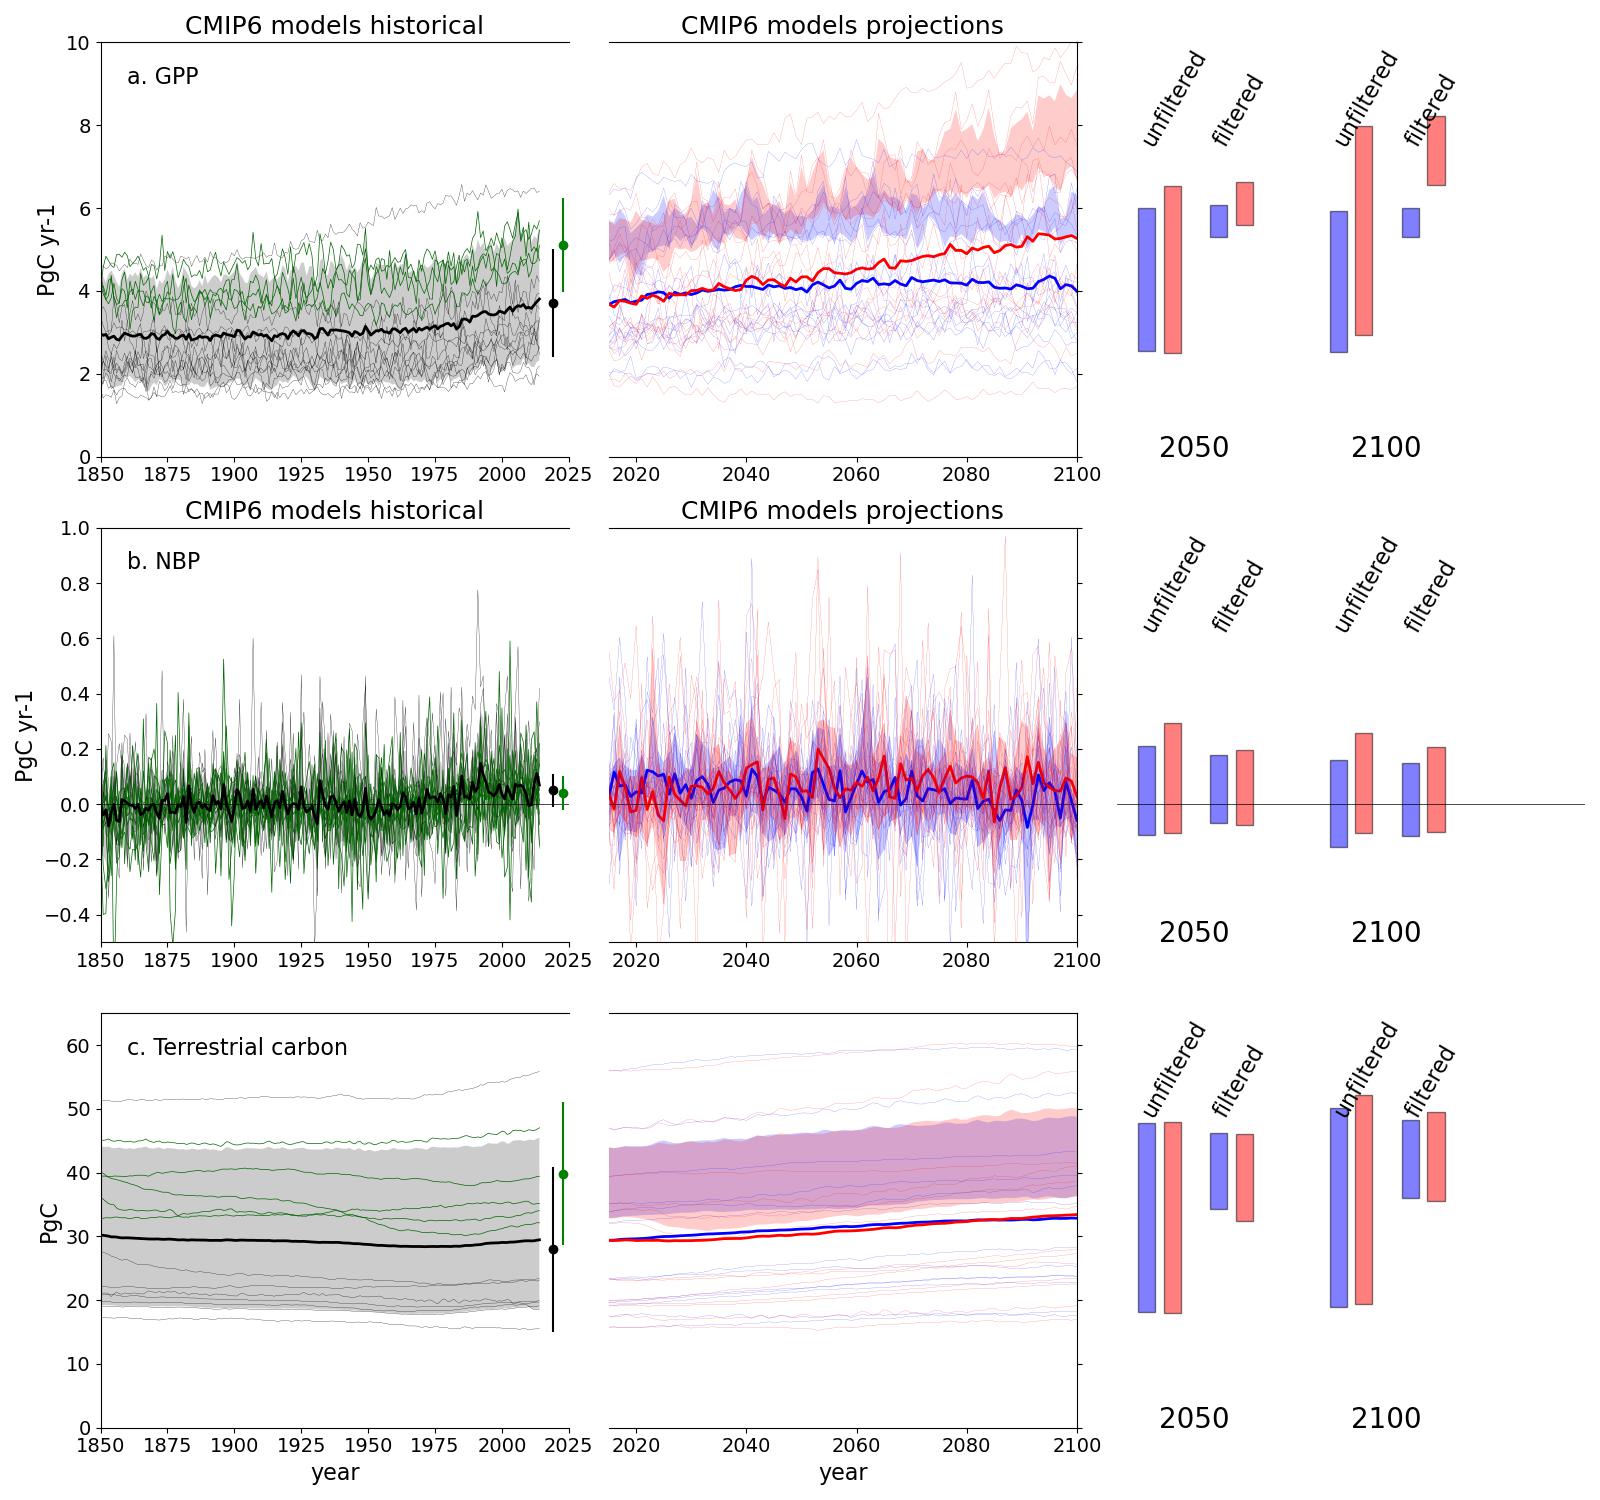 CMIP6 models historical
CMIP6 models projections
a. GPP
PgC yr-1
10
8
6
4
2
0
1850 1875 1900 1925 1950 1975 2000 2025
2020 2040 2060 2080 2100
unfiltered
filtered
unfiltered
filtered
2050
2100
CMIP6 models historical
CMIP6 models projections
b. NBP
PgC yr-1
1.0
0.8
0.6
0.4
0.2
0.0
−0.2
−0.4
1850 1875 1900 1925 1950 1975 2000 2025
2020 2040 2060 2080 2100
unfiltered
filtered
unfiltered
filtered
2050
2100
c. Terrestrial carbon
PgC
60
50
40
30
20
10
0
1850 1875 1900 1925 1950 1975 2000 2025
2020 2040 2060 2080 2100
year
year
unfiltered
filtered
unfiltered
filtered
2050
2100